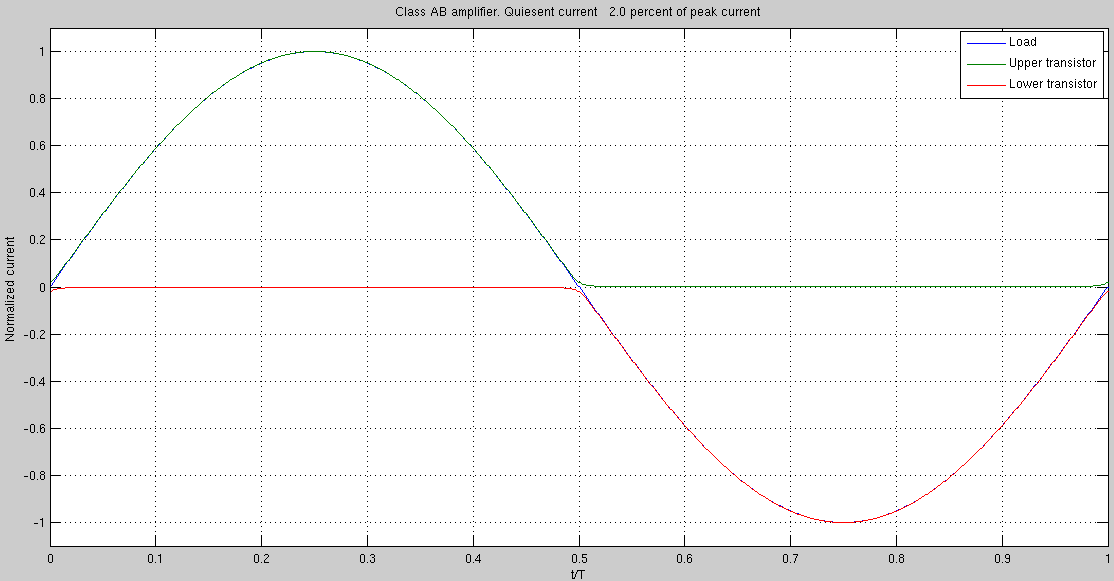 Class AB amplifier. Quiesent current 2.0 percent of peak current
Load
Upper transistor
Lower transistor
Normalized current
1
0.8
0.6
0.4
0.2
0
-0.2
-0.4
-0.6
-0.8
-1
0 0.1 0.2 0.3 0.4 0.5 0.6 0.7 0.8 0.9 1
t/T